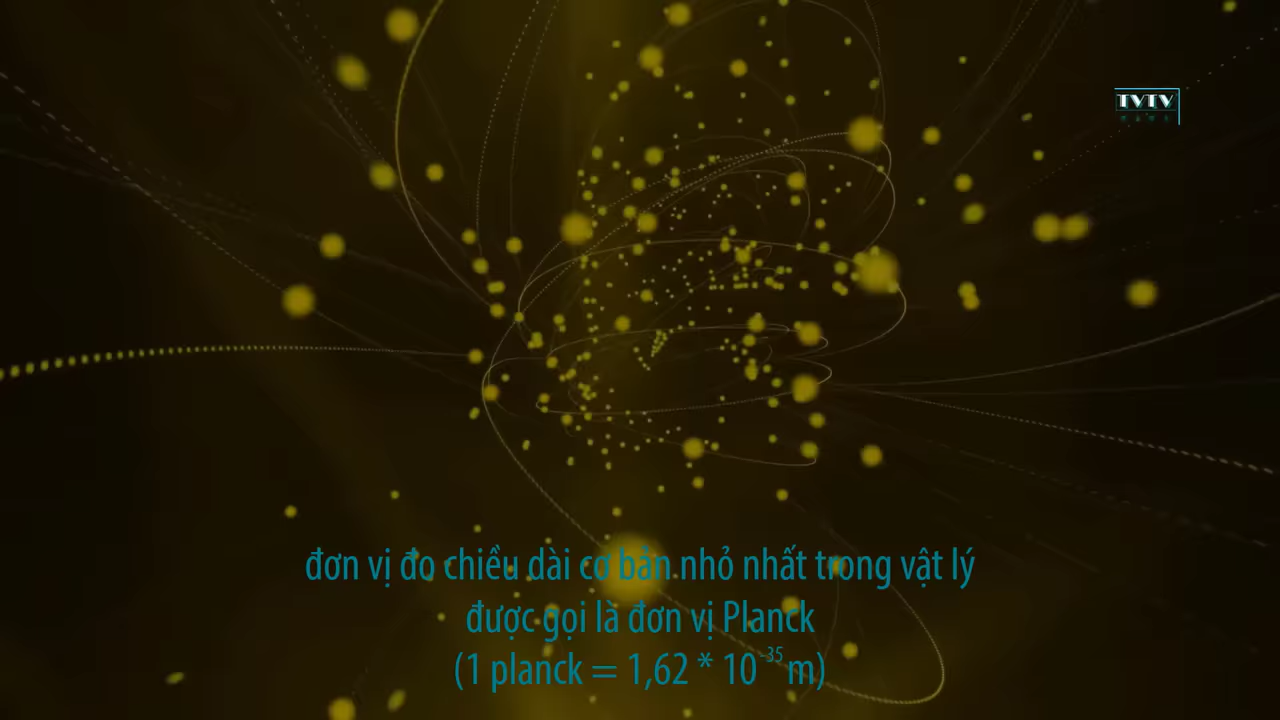 TVTV
đơn vị đo chiều dài cơ bản nhỏ nhất trong vật lý
được gọi là đơn vị Planck
(1 planck = 1,62 * 10⁻³⁵ m)